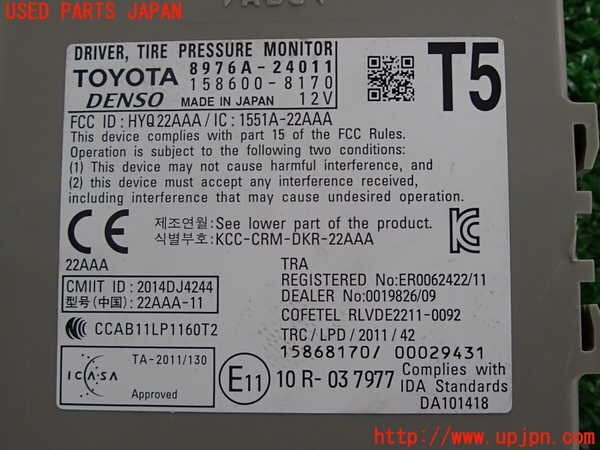 USED PARTS JAPAN
DRIVER, TIRE PRESSURE MONITOR
TOYOTA 8976A-24011
DENSO 158600-8170
MADE IN JAPAN 12V
T5
FCC ID : HYQ22AAA / IC : 1551A-22AAA
This device complies with part 15 of the FCC Rules.
Operation is subject to the following two conditions:
(1) This device may not cause harmful interference, and
(2) this device must accept any interference received,
including interference that may cause undesired operation.
CE
제조연월: See lower part of the product.
식별부호: KCC-CRM-DKR-22AAA
22AAA
CMIIT ID : 2014DJ4244
型号(中国): 22AAA-11
CCAB11LP1160T2
TRA
REGISTERED No:ER0062422/11
DEALER No:0019826/09
COFETEL RLVDE2211-0092
TRC / LPD / 2011 / 42
15868170/ 00029431
ICASA
TA-2011/130
Approved
E11 10 R- 03 7977
Complies with
IDA Standards
DA101418
UPJ http://www.upjpn.com